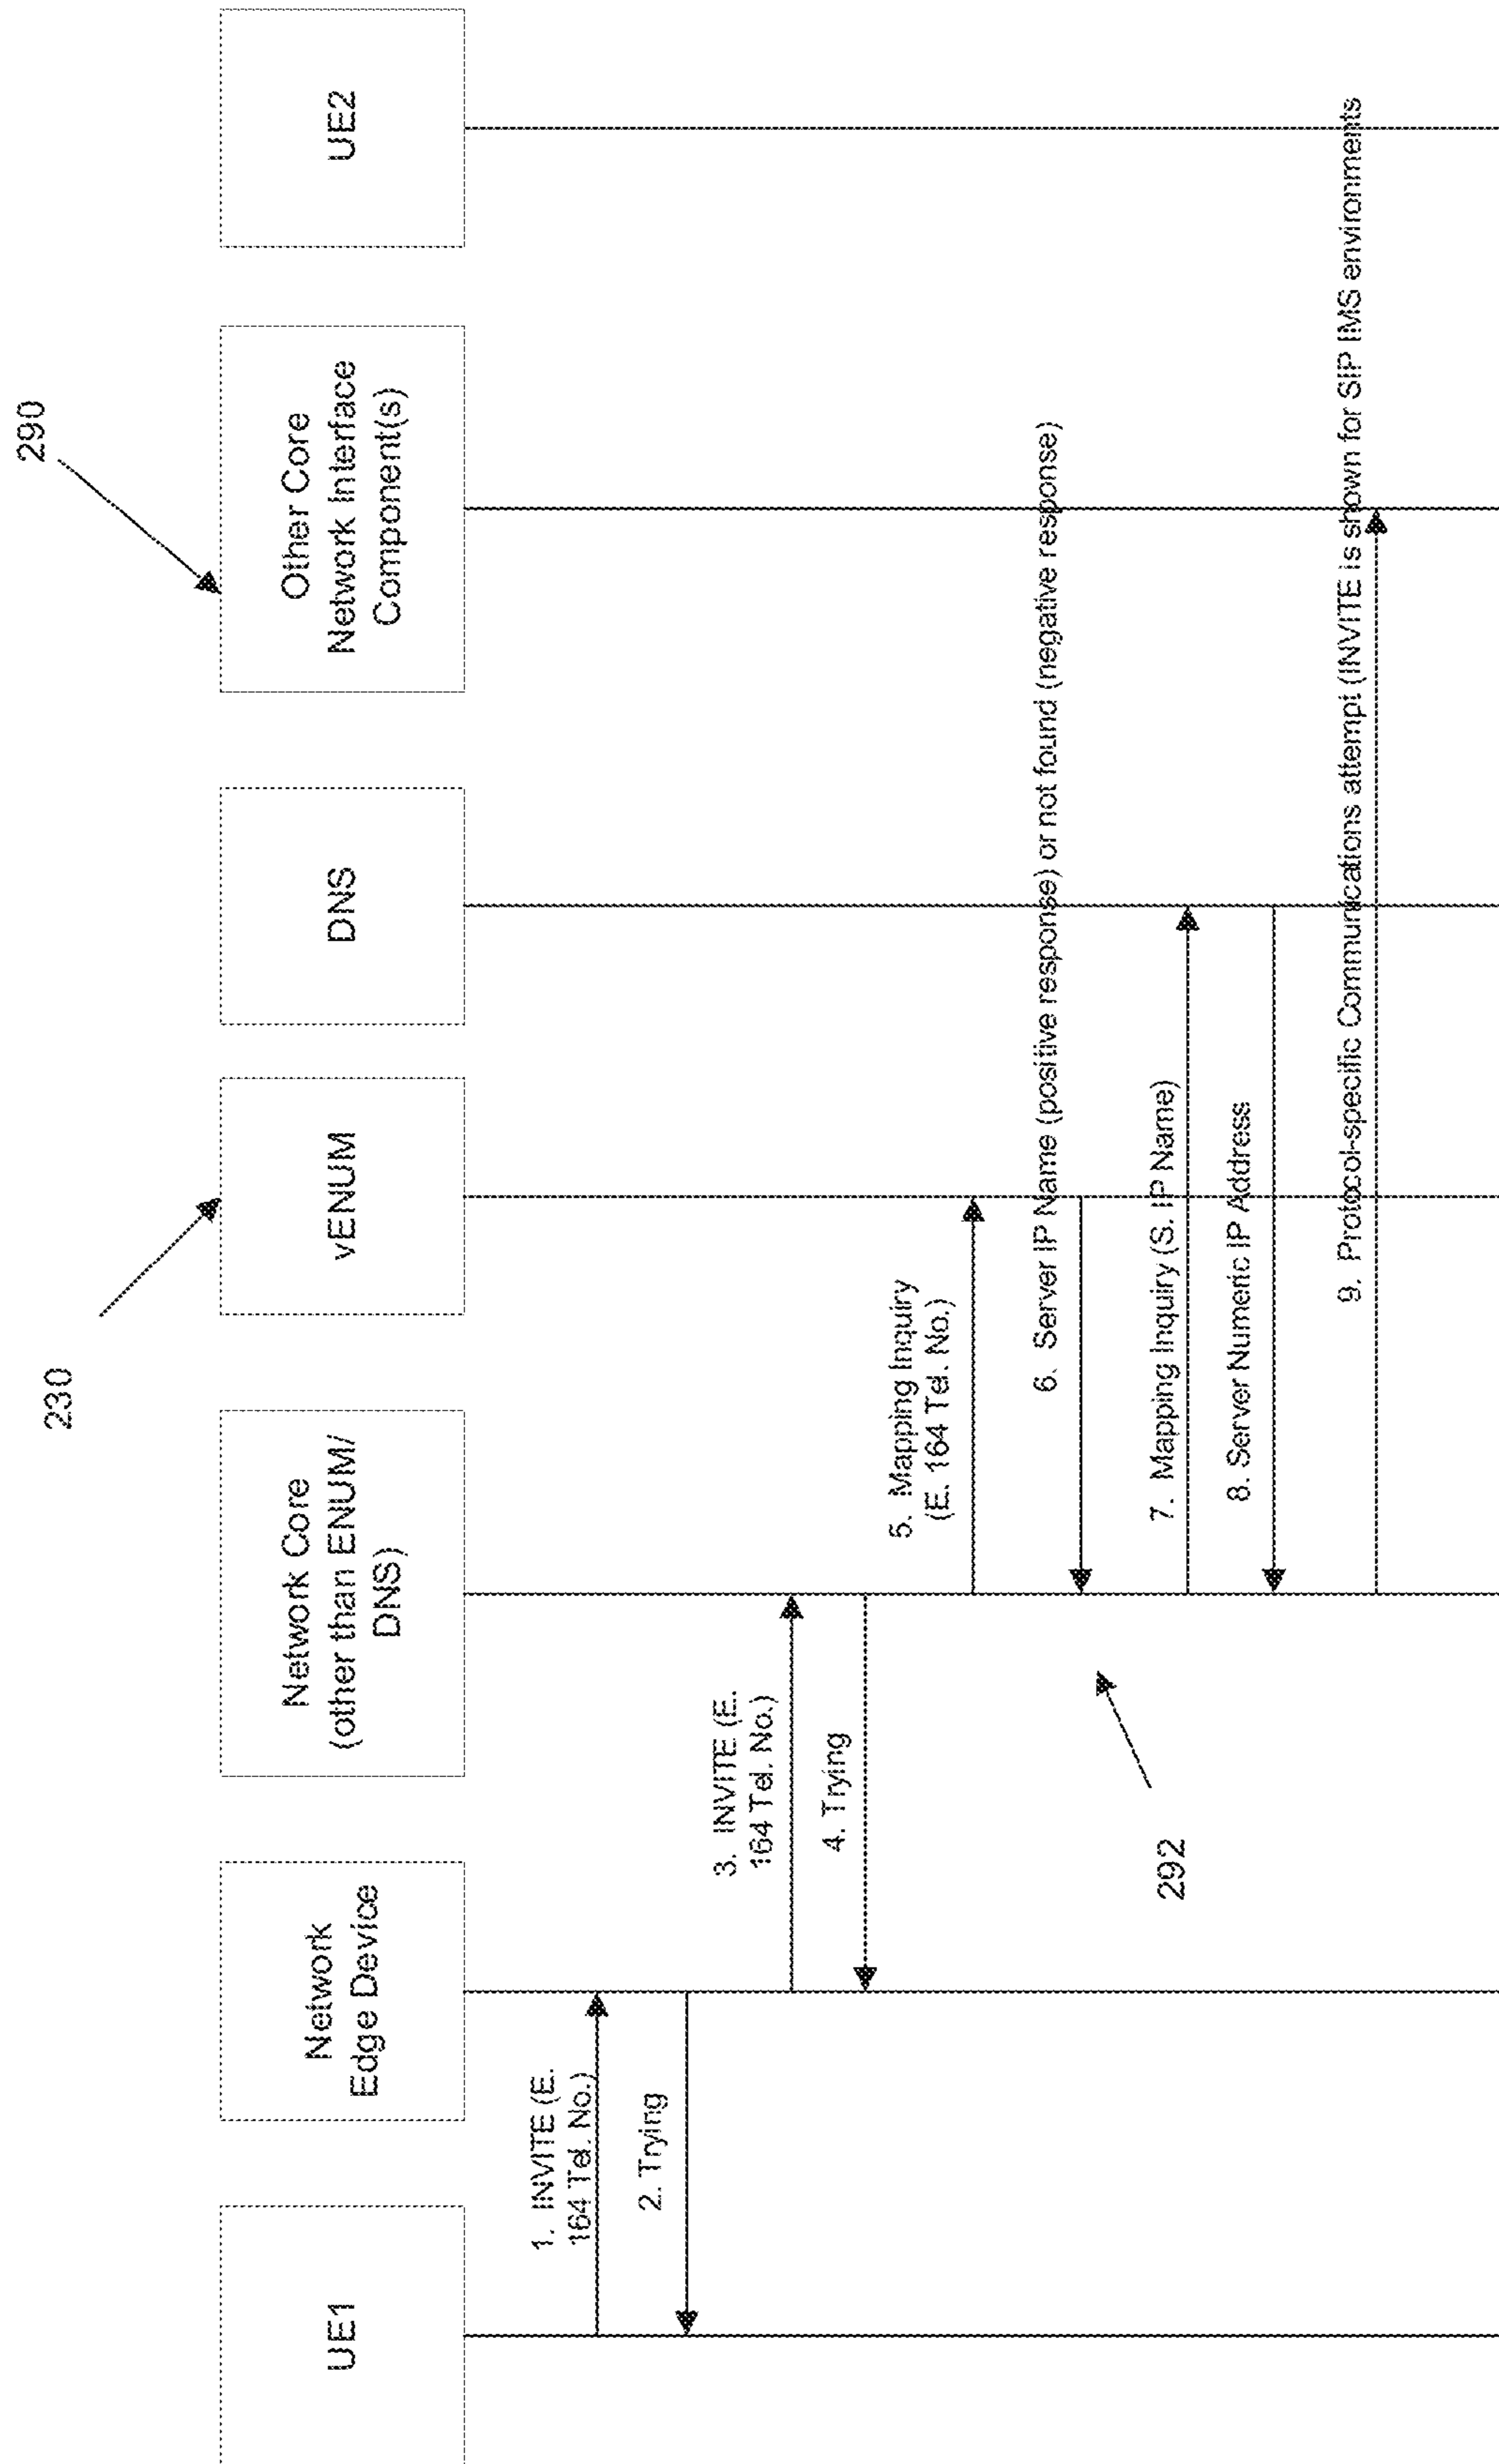 230
290
UE1
Network
Edge Device
Network Core
(other than ENUM/
DNS)
vENUM
DNS
Other Core
Network Interface
Component(s)
UE2
1. INVITE (E.
164 Tel. No.)
2. Trying
3. INVITE (E.
164 Tel. No.)
4. Trying
5. Mapping Inquiry
(E. 164 Tel. No.)
6. Server IP Name (positive response) or not found (negative response)
292
7. Mapping Inquiry (S. IP Name)
8. Server Numeric IP Address
9. Protocol-specific Communications attempt (INVITE is shown for SIP IMS environments